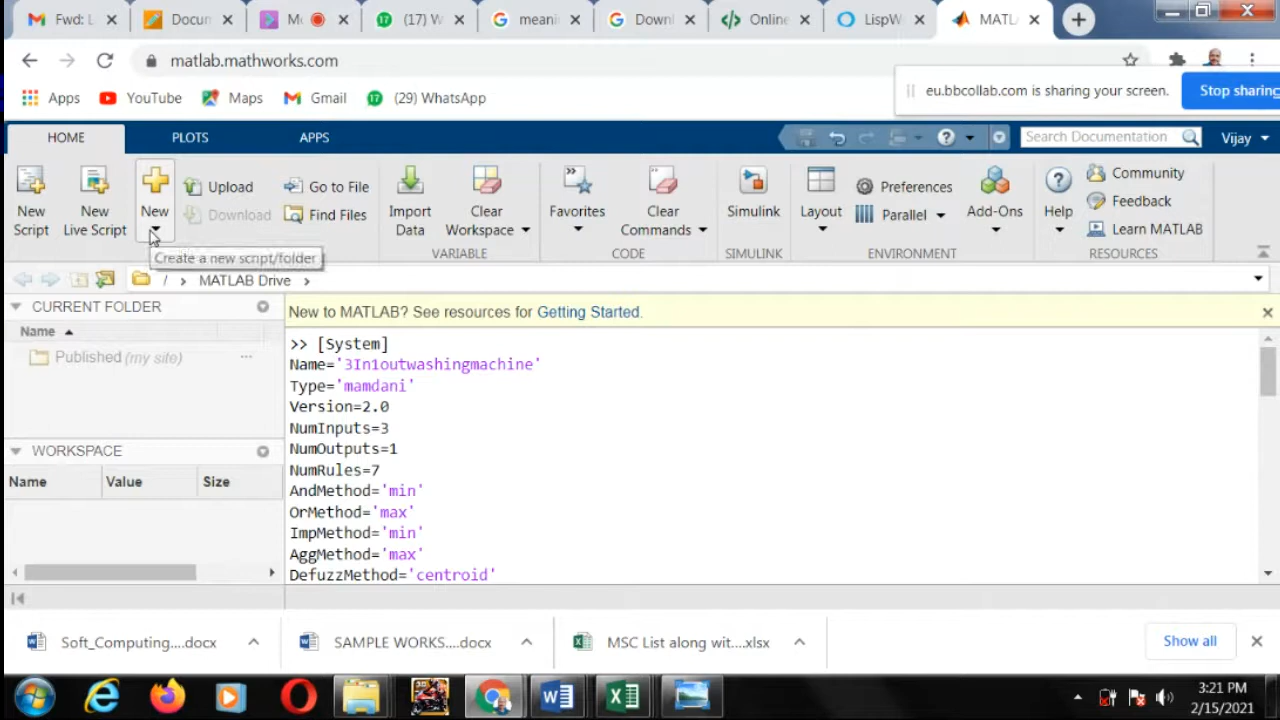 Fwd: L
Docum
Mo
(17) W
meani
Downl
Online
LispW
MATL
matlab.mathworks.com
Apps
YouTube
Maps
Gmail
17
(29) WhatsApp
eu.bbcollab.com is sharing your screen.
Stop sharing
HOME
PLOTS
APPS
Search Documentation
Vijay
New Script
New Live Script
New
Upload
Download
Go to File
Find Files
Import Data
Clear Workspace
Favorites
Clear Commands
Simulink
Layout
Preferences
Parallel
Add-Ons
Help
Community
Feedback
Learn MATLAB
VARIABLE
CODE
SIMULINK
ENVIRONMENT
RESOURCES
Create a new script/folder
/ > MATLAB Drive >
CURRENT FOLDER
Name
Published (my site)
WORKSPACE
Name Value Size
New to MATLAB? See resources for Getting Started.
>> [System]
Name='3In1outwashingmachine'
Type='mamdani'
Version=2.0
NumInputs=3
NumOutputs=1
NumRules=7
AndMethod='min'
OrMethod='max'
ImpMethod='min'
AggMethod='max'
DefuzzMethod='centroid'
Soft_Computing....docx
SAMPLE WORKS....docx
MSC List along wit....xlsx
Show all
3:21 PM
2/15/2021